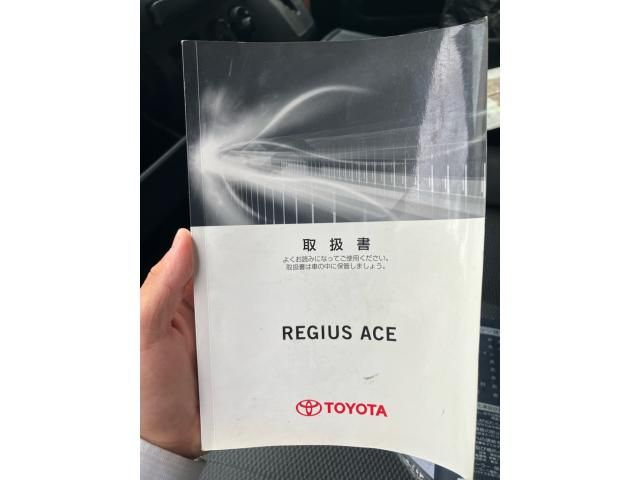 取扱書
よくお読みになってご使用ください。
取扱書は車の中に保管しましょう。
REGIUS ACE
TOYOTA